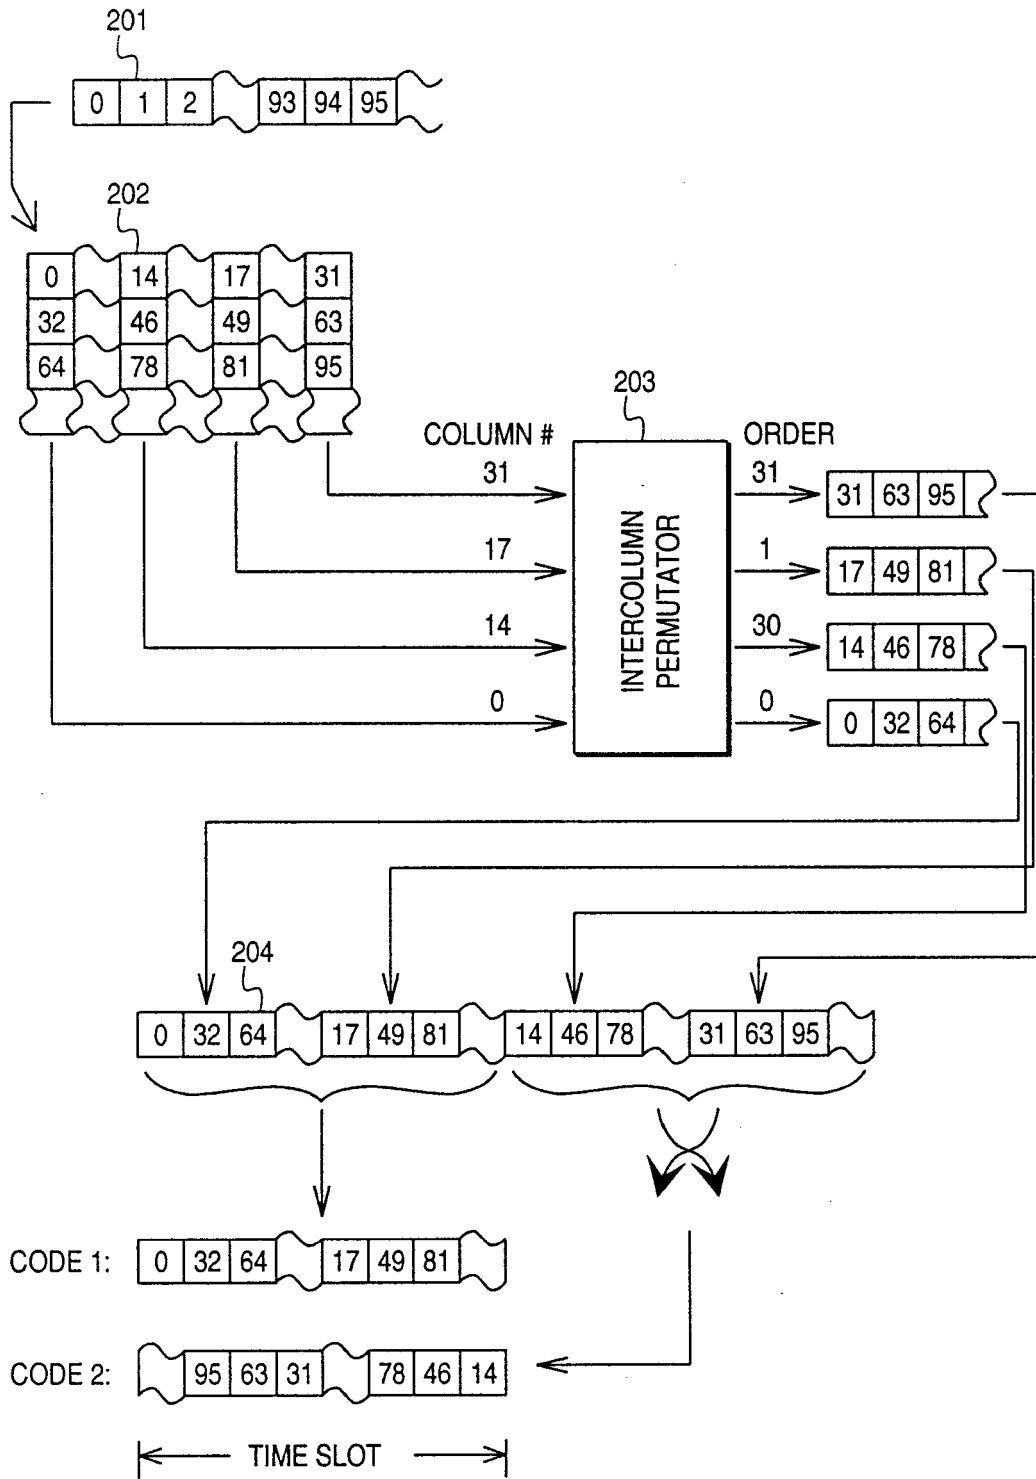 201
0 1 2 93 94 95
202
0 14 17 31
32 46 49 63
64 78 81 95
203
COLUMN # ORDER
31 31 31 63 95
17 1 17 49 81
14 30 14 46 78
0 0 0 32 64
INTERCOLUMN
PERMUTATOR
204
0 32 64 17 49 81 14 46 78 31 63 95
CODE 1: 0 32 64 17 49 81
CODE 2: 95 63 31 78 46 14
TIME SLOT